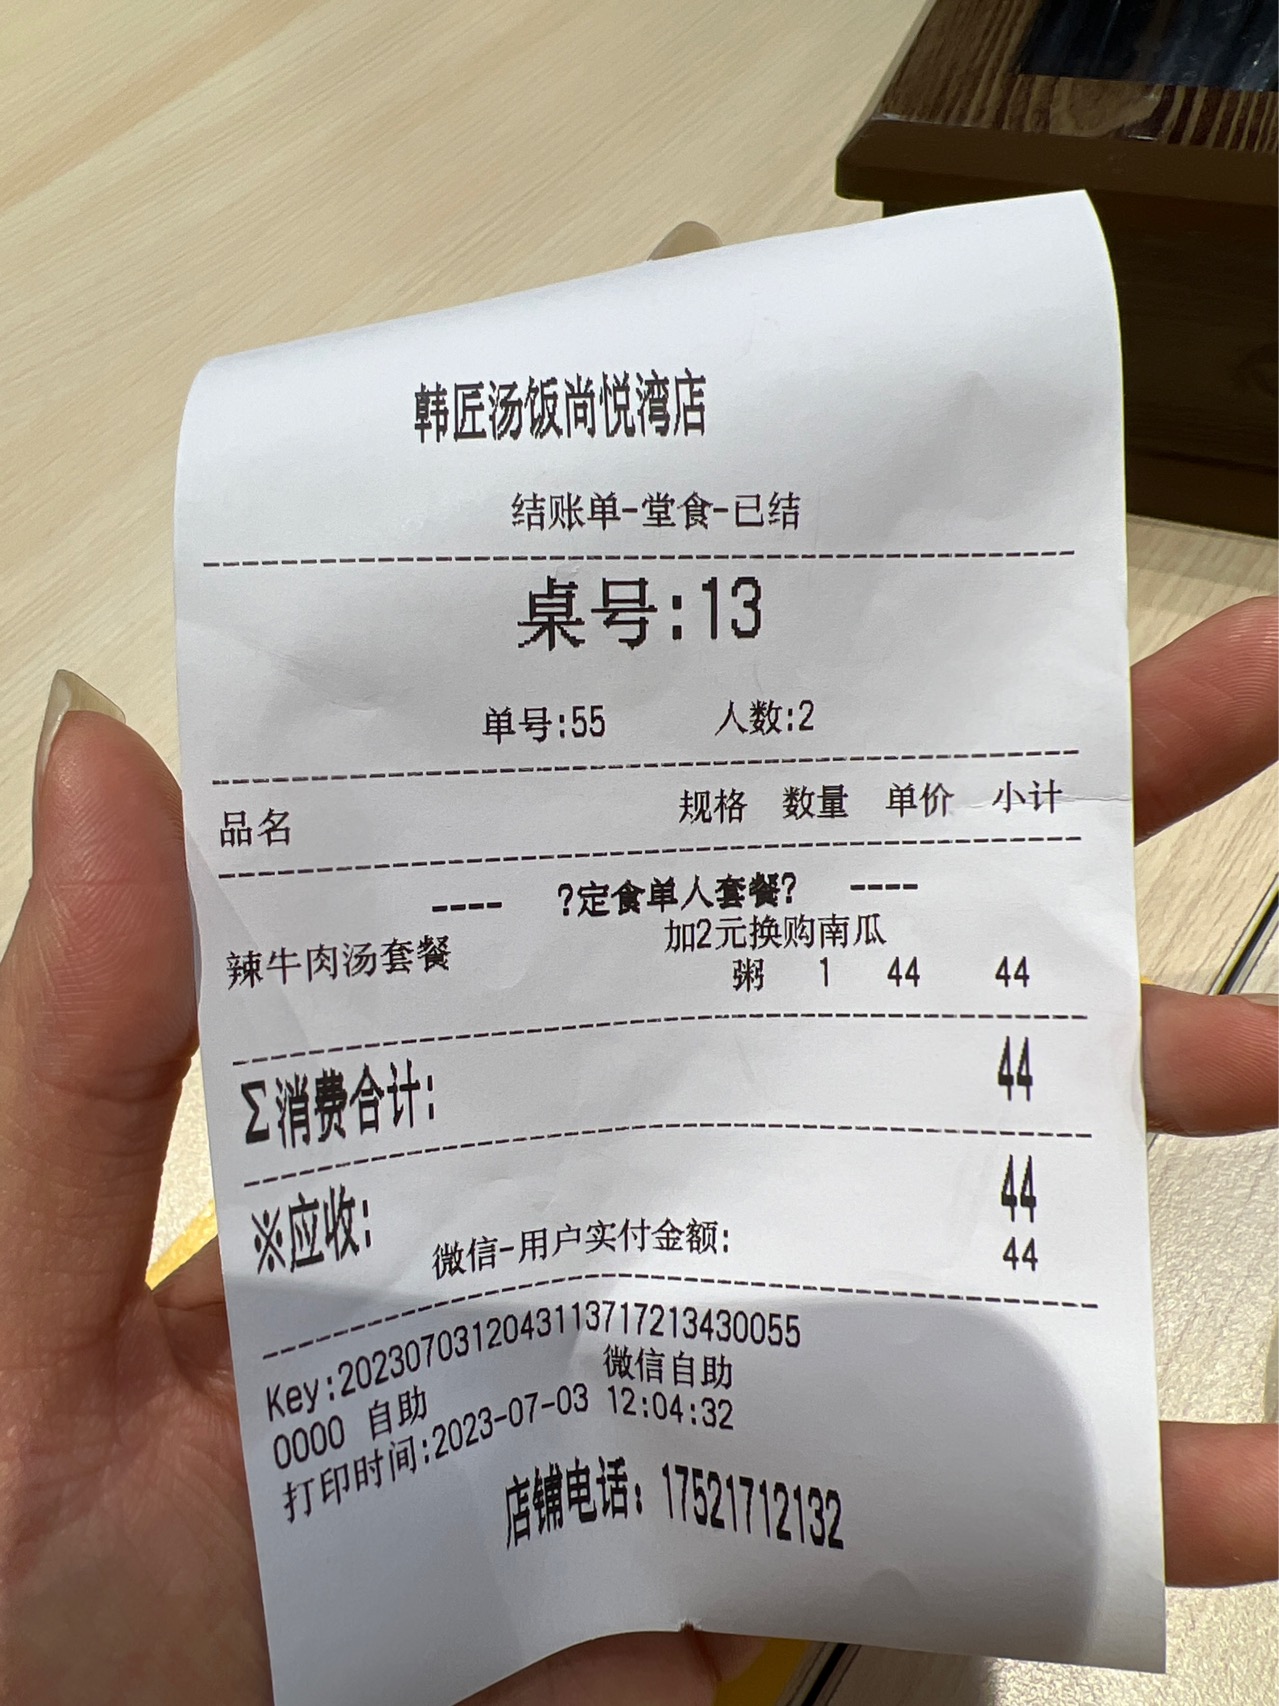 韩匠汤饭尚悦湾店
结账单-堂食-已结
桌号:13
单号:55 人数:2
品名 规格 数量 单价 小计
---- ?定食单人套餐? ----
辣牛肉汤套餐 加2元换购南瓜
粥 1 44 44
Σ消费合计: 44
※应收: 44
微信-用户实付金额: 44
Key:20230703120431137172134300​55
0000 自助 微信自助
打印时间:2023-07-03 12:04:32
店铺电话：17521712132